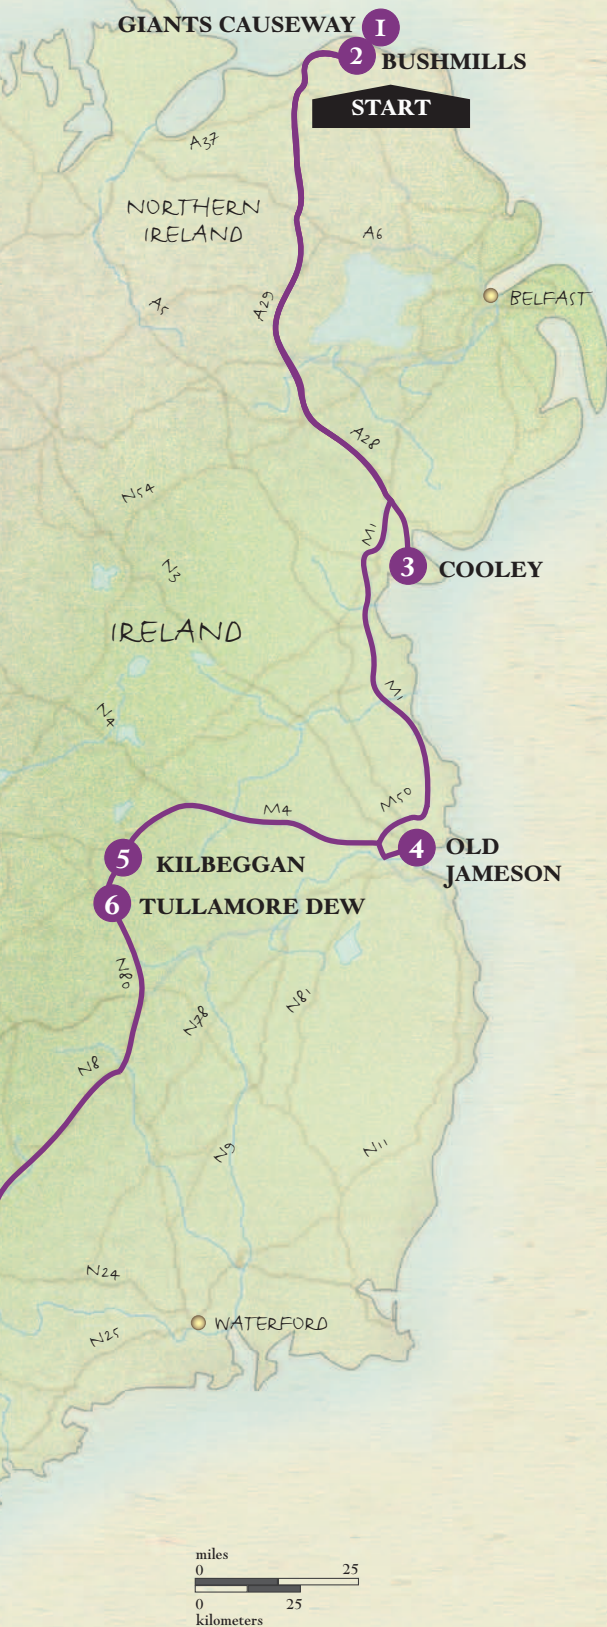 GIANTS CAUSEWAY
1
2
BUSHMILLS
START
A37
NORTHERN
IRELAND
A6
A5
A29
BELFAST
A28
N54
M1
N3
3
COOLEY
IRELAND
M1
N4
M50
M4
4
OLD
JAMESON
5
KILBEGGAN
6
TULLAMORE DEW
N80
N81
N78
N8
N9
N11
N24
WATERFORD
N25
miles
0 25
0 25
kilometers